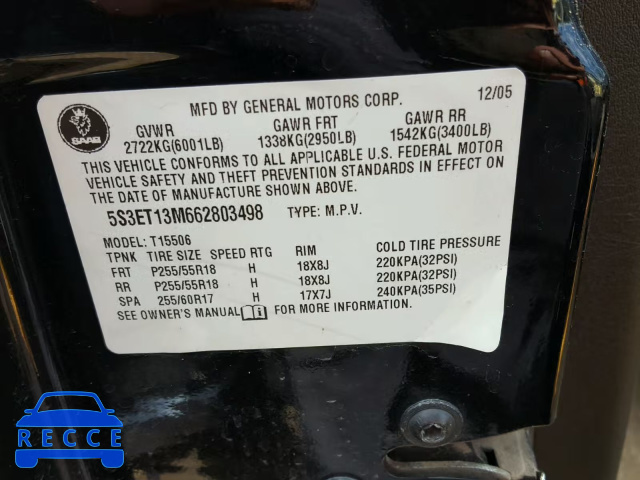 MFD BY GENERAL MOTORS CORP. 12/05
SAAB
GVWR GAWR FRT GAWR RR
2722KG(6001LB) 1338KG(2950LB) 1542KG(3400LB)
THIS VEHICLE CONFORMS TO ALL APPLICABLE U.S. FEDERAL MOTOR
VEHICLE SAFETY AND THEFT PREVENTION STANDARDS IN EFFECT ON
THE DATE OF MANUFACTURE SHOWN ABOVE.
5S3ET13M662803498 TYPE: M.P.V.
MODEL: T15506
TPNK TIRE SIZE SPEED RTG RIM COLD TIRE PRESSURE
FRT P255/55R18 H 18X8J 220KPA(32PSI)
RR P255/55R18 H 18X8J 220KPA(32PSI)
SPA 255/60R17 H 17X7J 240KPA(35PSI)
SEE OWNER'S MANUAL FOR MORE INFORMATION.
RECCE